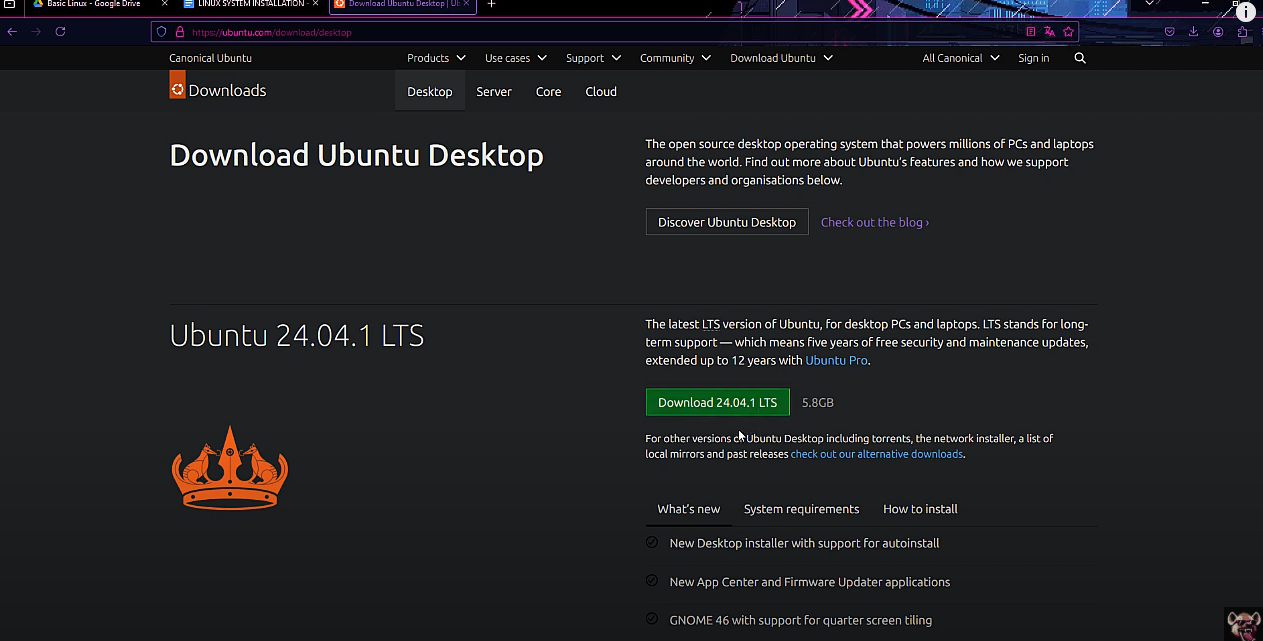 Basic Linux - Google Drive
LINUX SYSTEM INSTALLATION -
Download Ubuntu Desktop | Ub
https://ubuntu.com/download/desktop
Canonical Ubuntu
Products
Use cases
Support
Community
Download Ubuntu
All Canonical
Sign in
Downloads
Desktop
Server
Core
Cloud
Download Ubuntu Desktop
The open source desktop operating system that powers millions of PCs and laptops
around the world. Find out more about Ubuntu's features and how we support
developers and organisations below.
Discover Ubuntu Desktop
Check out the blog ›
Ubuntu 24.04.1 LTS
The latest LTS version of Ubuntu, for desktop PCs and laptops. LTS stands for long-
term support — which means five years of free security and maintenance updates,
extended up to 12 years with Ubuntu Pro.
Download 24.04.1 LTS
5.8GB
For other versions of Ubuntu Desktop including torrents, the network installer, a list of
local mirrors and past releases check out our alternative downloads.
What's new
System requirements
How to install
New Desktop installer with support for autoinstall
New App Center and Firmware Updater applications
GNOME 46 with support for quarter screen tiling